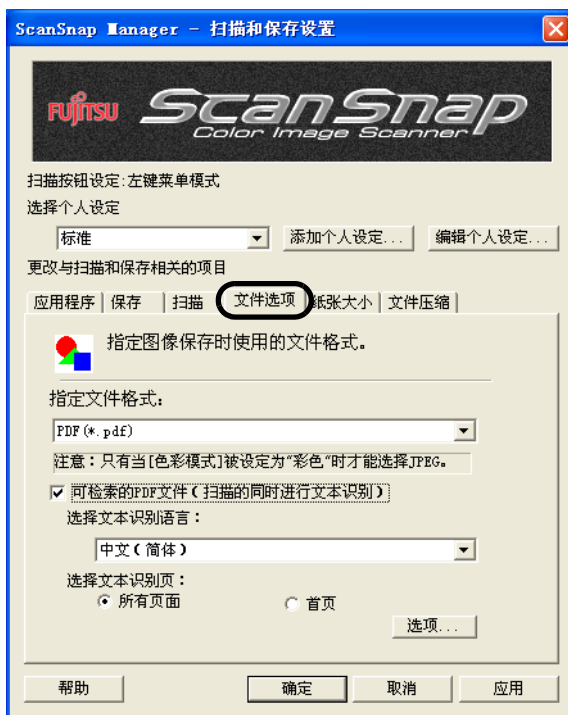 ScanSnap Manager - 扫描和保存设置
FUJITSU ScanSnap
Color Image Scanner
扫描按钮设定:左键菜单模式
选择个人设定
标准 添加个人设定... 编辑个人设定...
更改与扫描和保存相关的项目
应用程序 保存 扫描 文件选项 纸张大小 文件压缩
指定图像保存时使用的文件格式。
指定文件格式：
PDF(*.pdf)
注意：只有当[色彩模式]被设定为“彩色“时才能选择JPEG。
可检索的PDF文件(扫描的同时进行文本识别)
选择文本识别语言：
中文(简体)
选择文本识别页：
所有页面 首页
选项...
帮助 确定 取消 应用